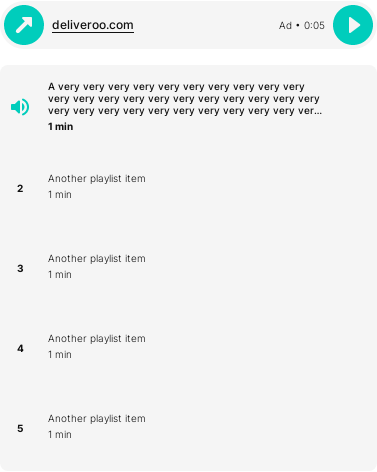 deliveroo.com
Ad • 0:05
A very very very very very very very very very
very very very very very very very very very very very
very very very very very very very very very very ver...
1 min
2
Another playlist item
1 min
3
Another playlist item
1 min
4
Another playlist item
1 min
5
Another playlist item
1 min